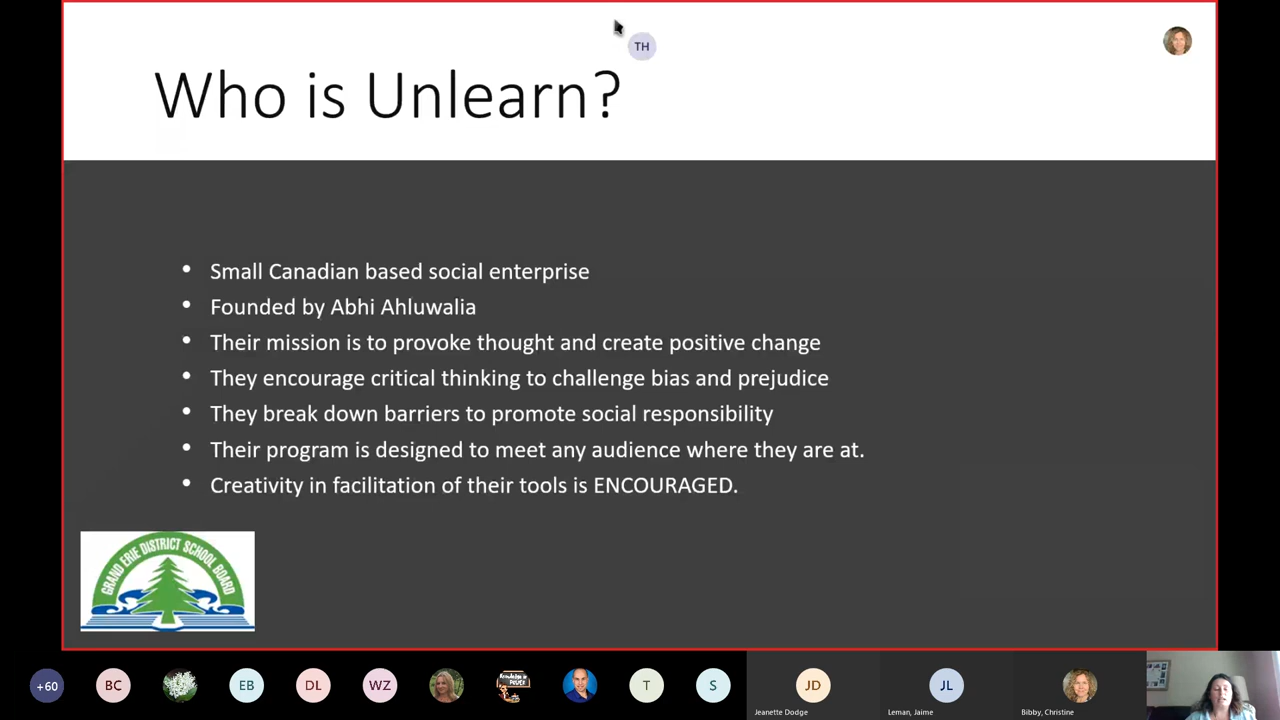 TH
Who is Unlearn?
• Small Canadian based social enterprise
• Founded by Abhi Ahluwalia
• Their mission is to provoke thought and create positive change
• They encourage critical thinking to challenge bias and prejudice
• They break down barriers to promote social responsibility
• Their program is designed to meet any audience where they are at.
• Creativity in facilitation of their tools is ENCOURAGED.
GRAND ERIE DISTRICT SCHOOL BOARD
+60 BC EB DL WZ Knowledge is POWER T S JD JL
Jeanette Dodge Leman, Jaime Bibby, Christine